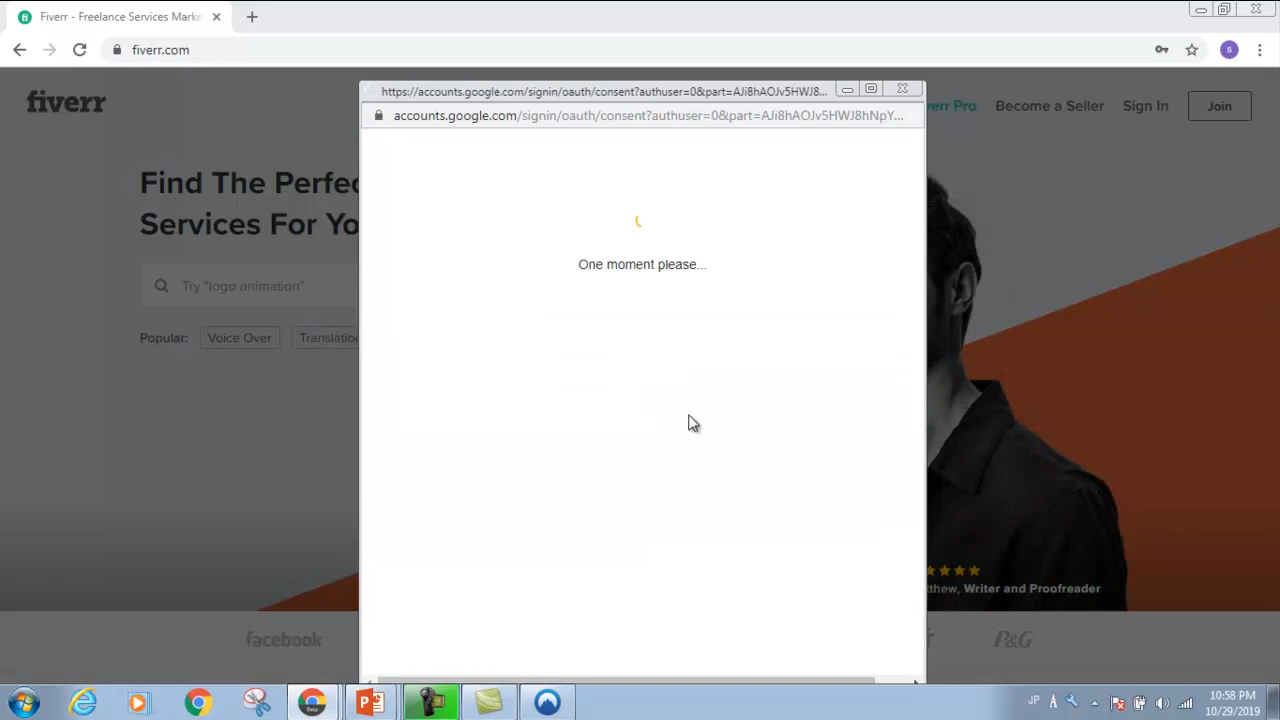 Fiverr - Freelance Services Marke
fiverr.com
https://accounts.google.com/signin/oauth/consent?authuser=0&part=AJi8hAOJv5HWJ8...
accounts.google.com/signin/oauth/consent?authuser=0&part=AJi8hAOJv5HWJ8hNpY...
fiverr
Pro
Become a Seller
Sign In
Join
Find The Perfec
Services For Yo
One moment please...
Try "logo animation"
Popular:
Voice Over
Translation
Writer and Proofreader
facebook
P&G
JP
10:58 PM
10/29/2019